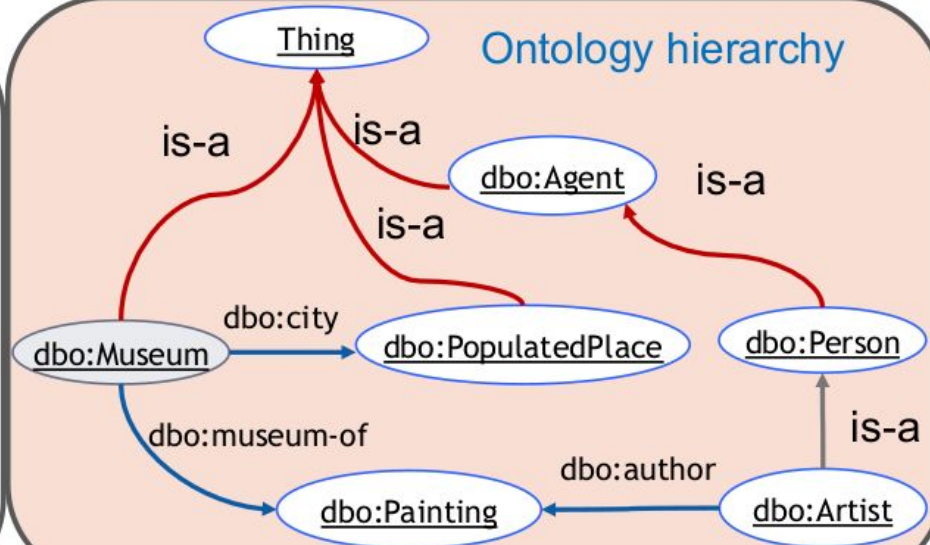 Thing
Ontology hierarchy
is-a
is-a
dbo:Agent
is-a
is-a
dbo:city
dbo:Museum
dbo:PopulatedPlace
dbo:Person
dbo:museum-of
is-a
dbo:author
dbo:Painting
dbo:Artist